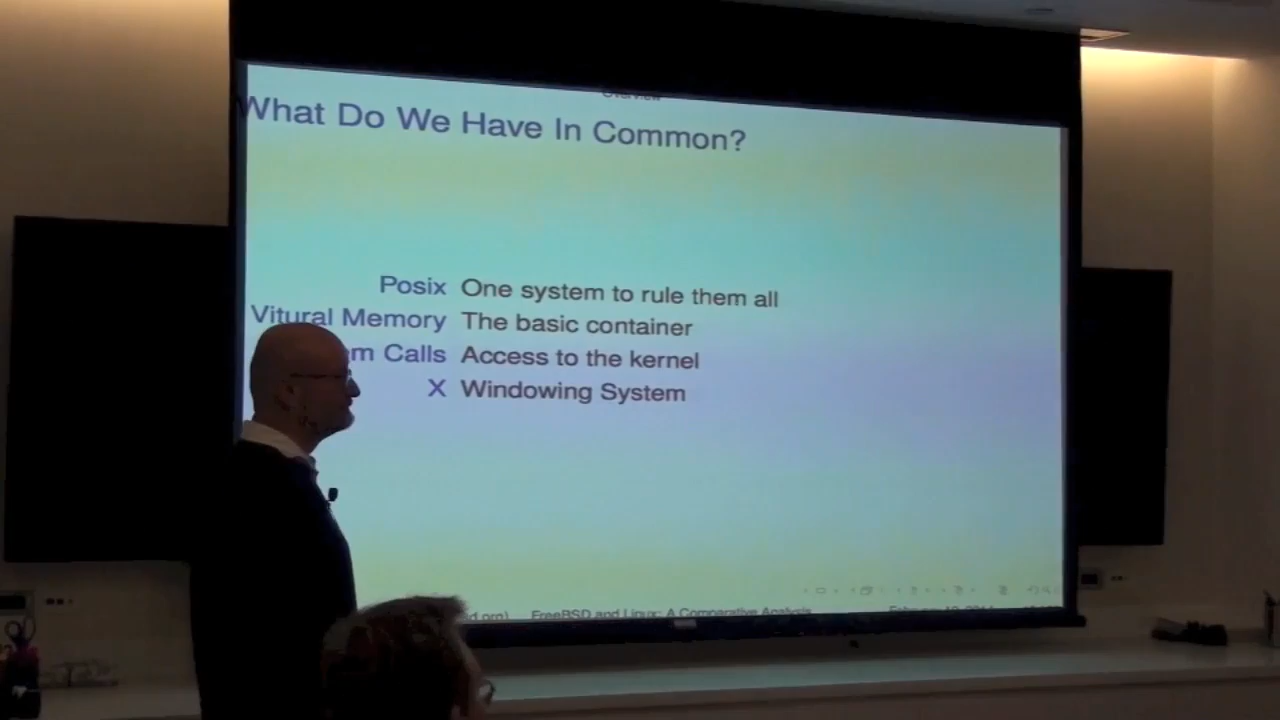 Overview
What Do We Have In Common?
Posix One system to rule them all
Vitural Memory The basic container
m Calls Access to the kernel
X Windowing System
FreeBSD and Linux: A Comparative Analysis